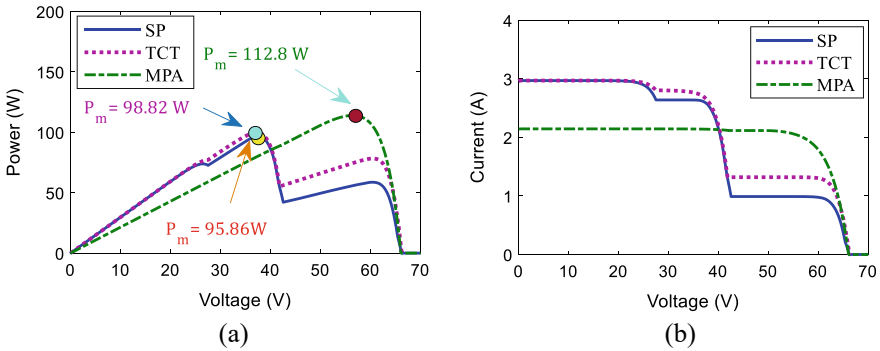 200
150
100
50
0
Power (W)
SP
TCT
MPA
Pm= 112.8 W
Pm= 98.82 W
Pm= 95.86W
0 10 20 30 40 50 60 70
Voltage (V)
(a)
4
3
2
1
0
Current (A)
SP
TCT
MPA
0 10 20 30 40 50 60 70
Voltage (V)
(b)